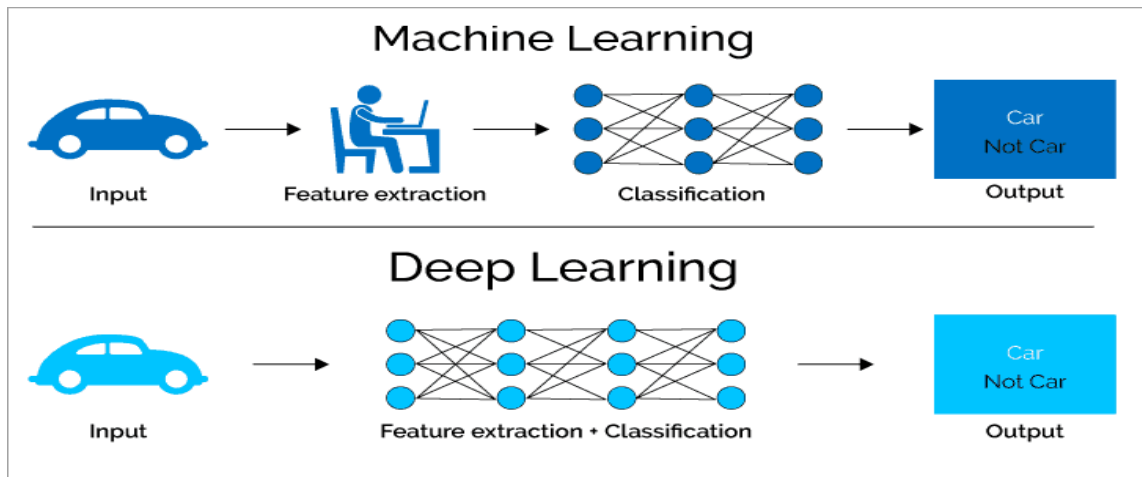 Machine Learning
Car
Not Car
Input
Feature extraction
Classification
Output
Deep Learning
Car
Not Car
Input
Feature extraction + Classification
Output